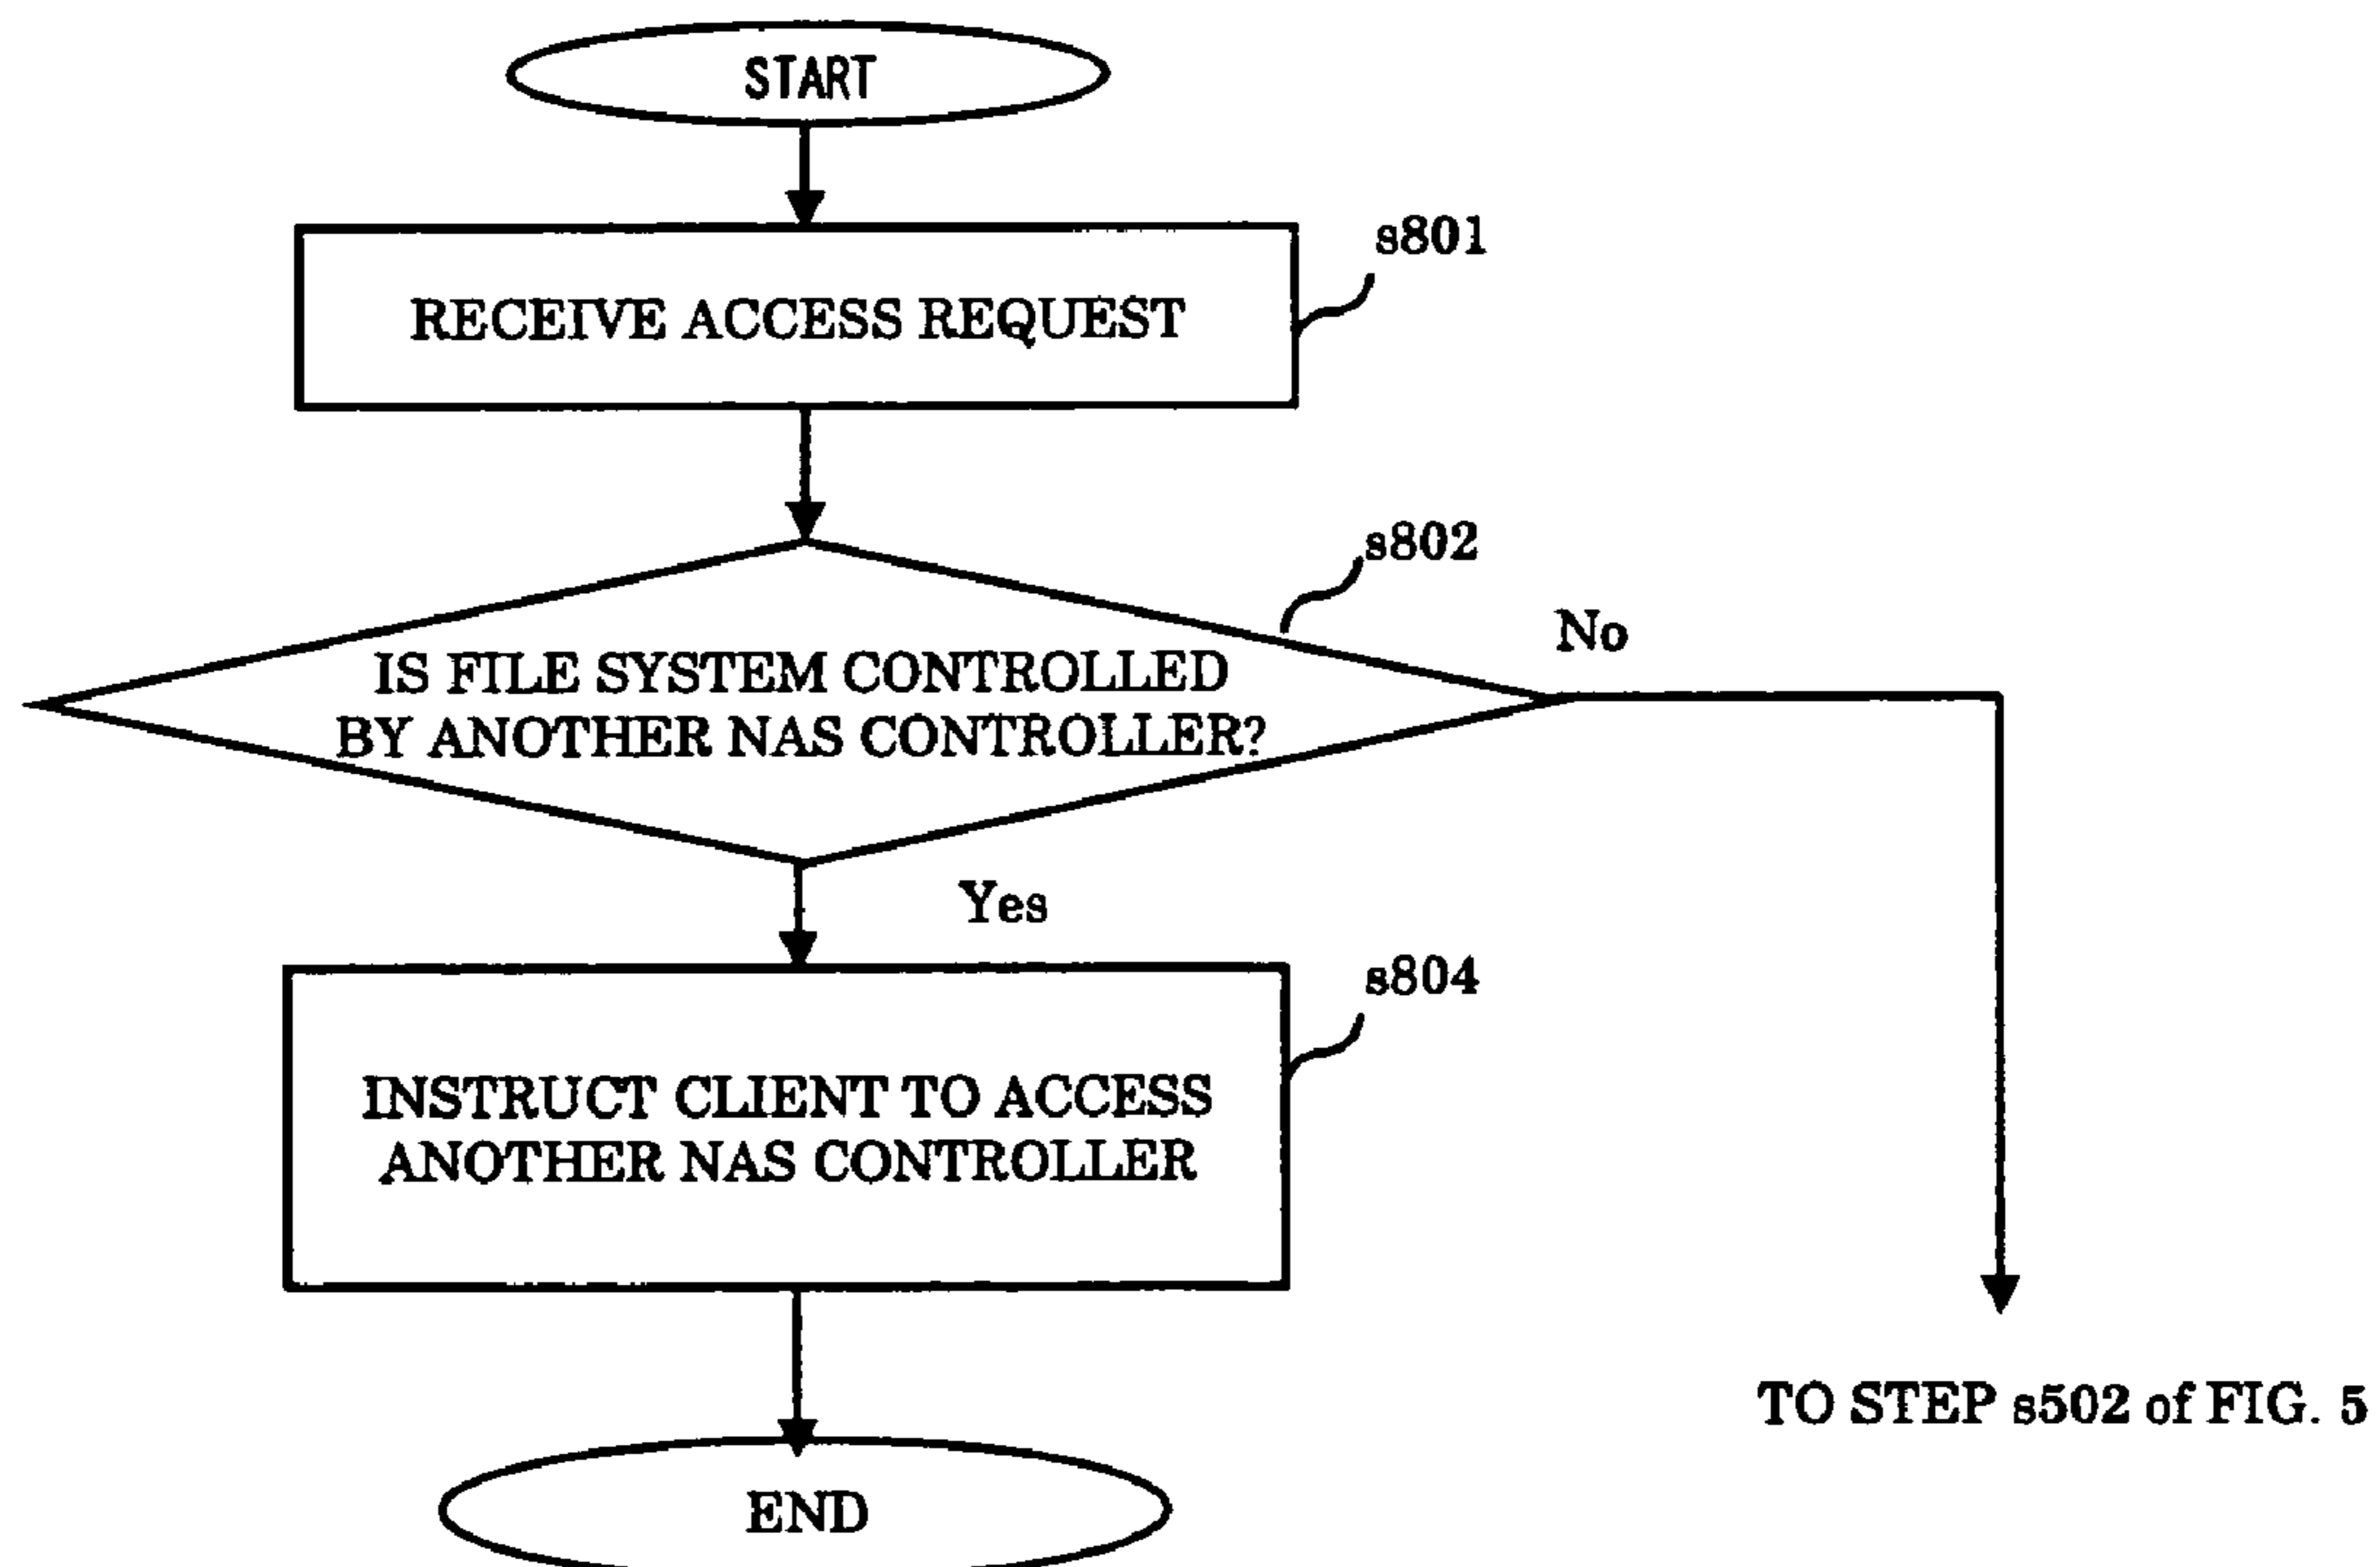 START
s801
RECEIVE ACCESS REQUEST
s802
No
IS FILE SYSTEM CONTROLLED
BY ANOTHER NAS CONTROLLER?
Yes
s804
INSTRUCT CLIENT TO ACCESS
ANOTHER NAS CONTROLLER
TO STEP s502 of FIG. 5
END